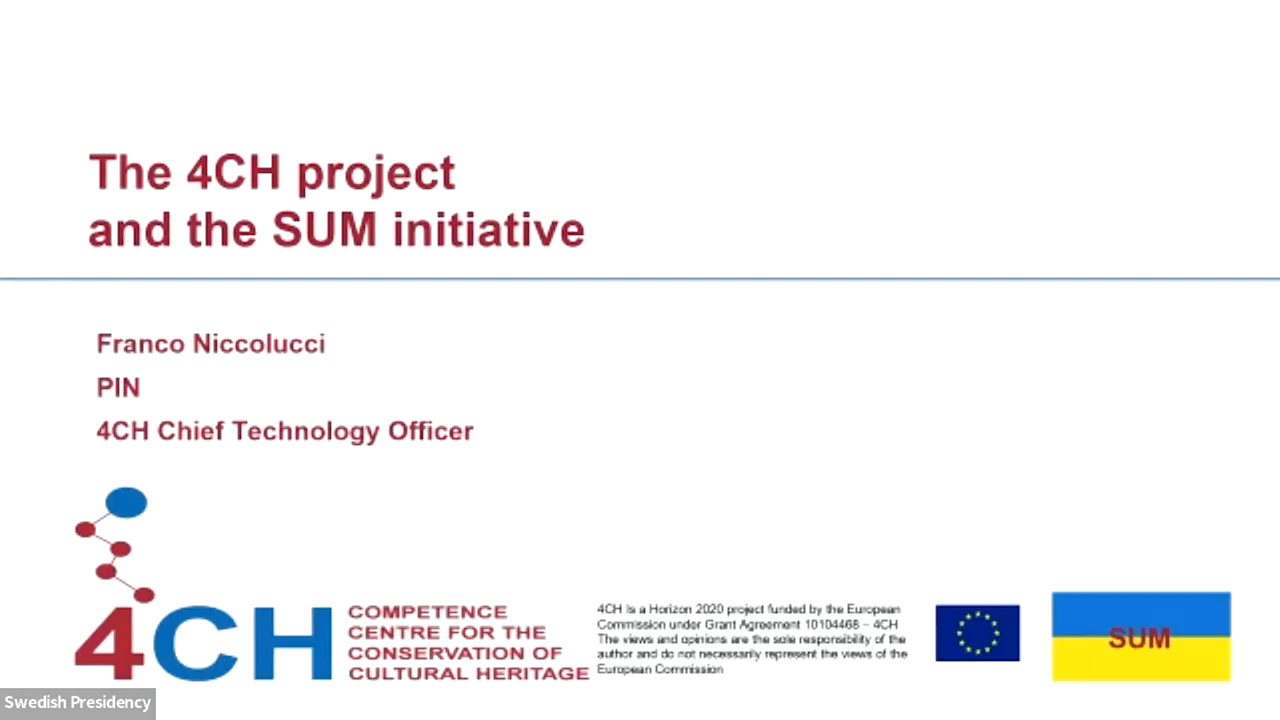 The 4CH project
and the SUM initiative
Franco Niccolucci
PIN
4CH Chief Technology Officer
4CH
COMPETENCE
CENTRE FOR THE
CONSERVATION OF
CULTURAL HERITAGE
4CH is a Horizon 2020 project funded by the European
Commission under Grant Agreement 10104468 – 4CH
The views and opinions are the sole responsibility of the
author and do not necessarily represent the views of the
European Commission
SUM
Swedish Presidency